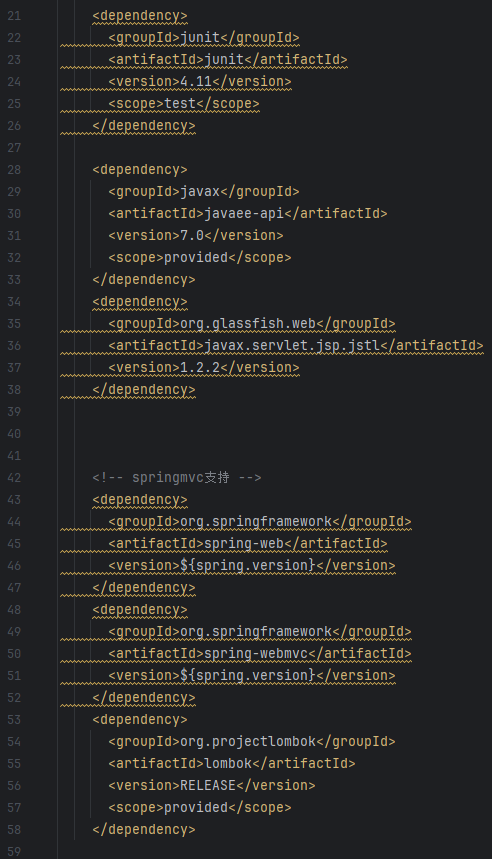 21 <dependency>
22 <groupId>junit</groupId>
23 <artifactId>junit</artifactId>
24 <version>4.11</version>
25 <scope>test</scope>
26 </dependency>
27
28 <dependency>
29 <groupId>javax</groupId>
30 <artifactId>javaee-api</artifactId>
31 <version>7.0</version>
32 <scope>provided</scope>
33 </dependency>
34 <dependency>
35 <groupId>org.glassfish.web</groupId>
36 <artifactId>javax.servlet.jsp.jstl</artifactId>
37 <version>1.2.2</version>
38 </dependency>
39
40
41
42 <!-- springmvc支持 -->
43 <dependency>
44 <groupId>org.springframework</groupId>
45 <artifactId>spring-web</artifactId>
46 <version>${spring.version}</version>
47 </dependency>
48 <dependency>
49 <groupId>org.springframework</groupId>
50 <artifactId>spring-webmvc</artifactId>
51 <version>${spring.version}</version>
52 </dependency>
53 <dependency>
54 <groupId>org.projectlombok</groupId>
55 <artifactId>lombok</artifactId>
56 <version>RELEASE</version>
57 <scope>provided</scope>
58 </dependency>
59